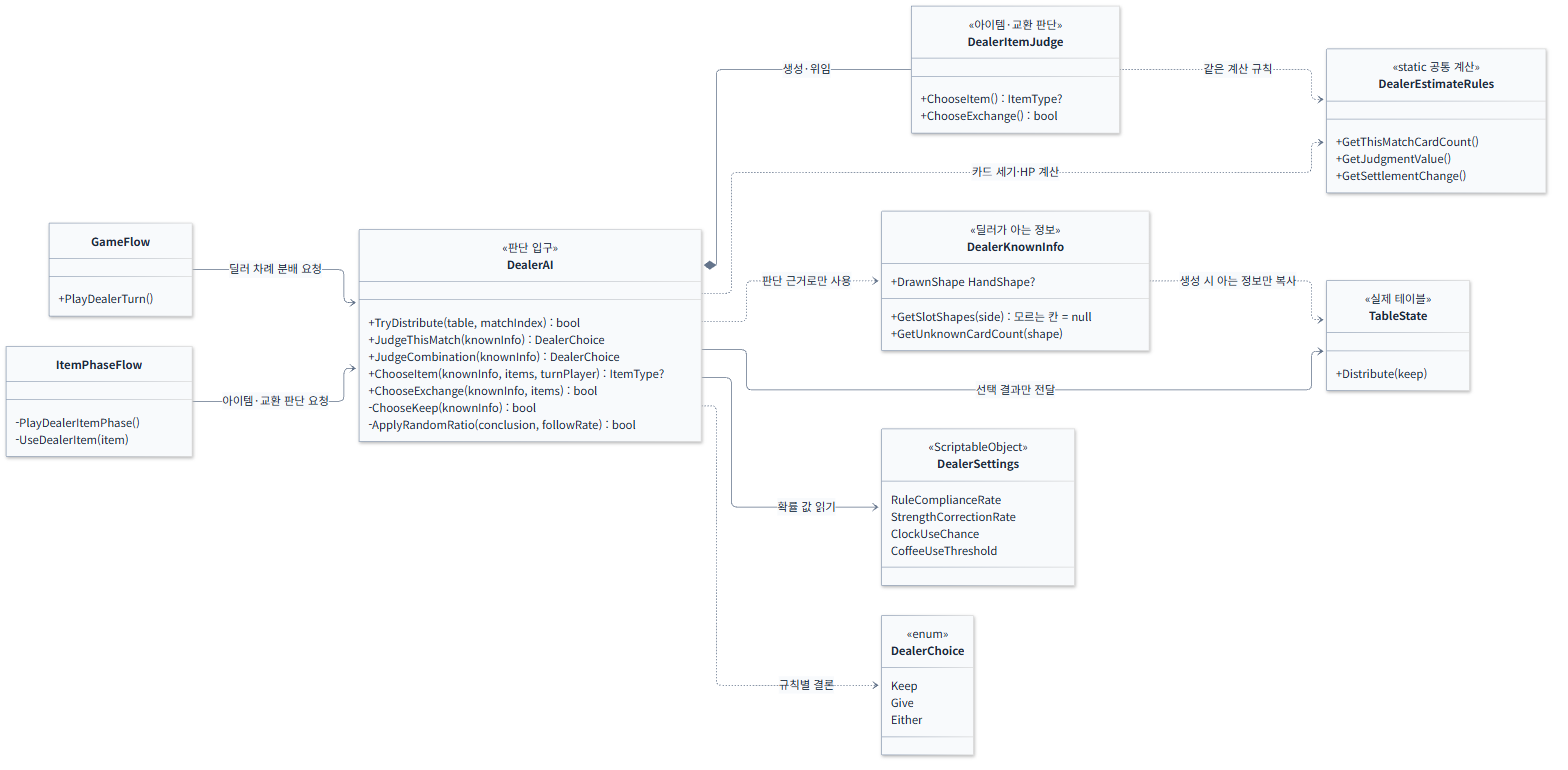 «아이템·교환 판단»
DealerItemJudge
+ChooseItem() : ItemType?
+ChooseExchange() : bool
생성·위임
같은 계산 규칙
«static 공통 계산»
DealerEstimateRules
+GetThisMatchCardCount()
+GetJudgmentValue()
+GetSettlementChange()
카드 세기·HP 계산
GameFlow
+PlayDealerTurn()
딜러 차례 분배 요청
ItemPhaseFlow
-PlayDealerItemPhase()
-UseDealerItem(item)
아이템·교환 판단 요청
«판단 입구»
DealerAI
+TryDistribute(table, matchIndex) : bool
+JudgeThisMatch(knownInfo) : DealerChoice
+JudgeCombination(knownInfo) : DealerChoice
+ChooseItem(knownInfo, items, turnPlayer) : ItemType?
+ChooseExchange(knownInfo, items) : bool
-ChooseKeep(knownInfo) : bool
-ApplyRandomRatio(conclusion, followRate) : bool
판단 근거로만 사용
«딜러가 아는 정보»
DealerKnownInfo
+DrawnShape HandShape?
+GetSlotShapes(side) : 모르는 칸 = null
+GetUnknownCardCount(shape)
생성 시 아는 정보만 복사
«실제 테이블»
TableState
+Distribute(keep)
선택 결과만 전달
«ScriptableObject»
DealerSettings
RuleComplianceRate
StrengthCorrectionRate
ClockUseChance
CoffeeUseThreshold
확률 값 읽기
«enum»
DealerChoice
Keep
Give
Either
규칙별 결론